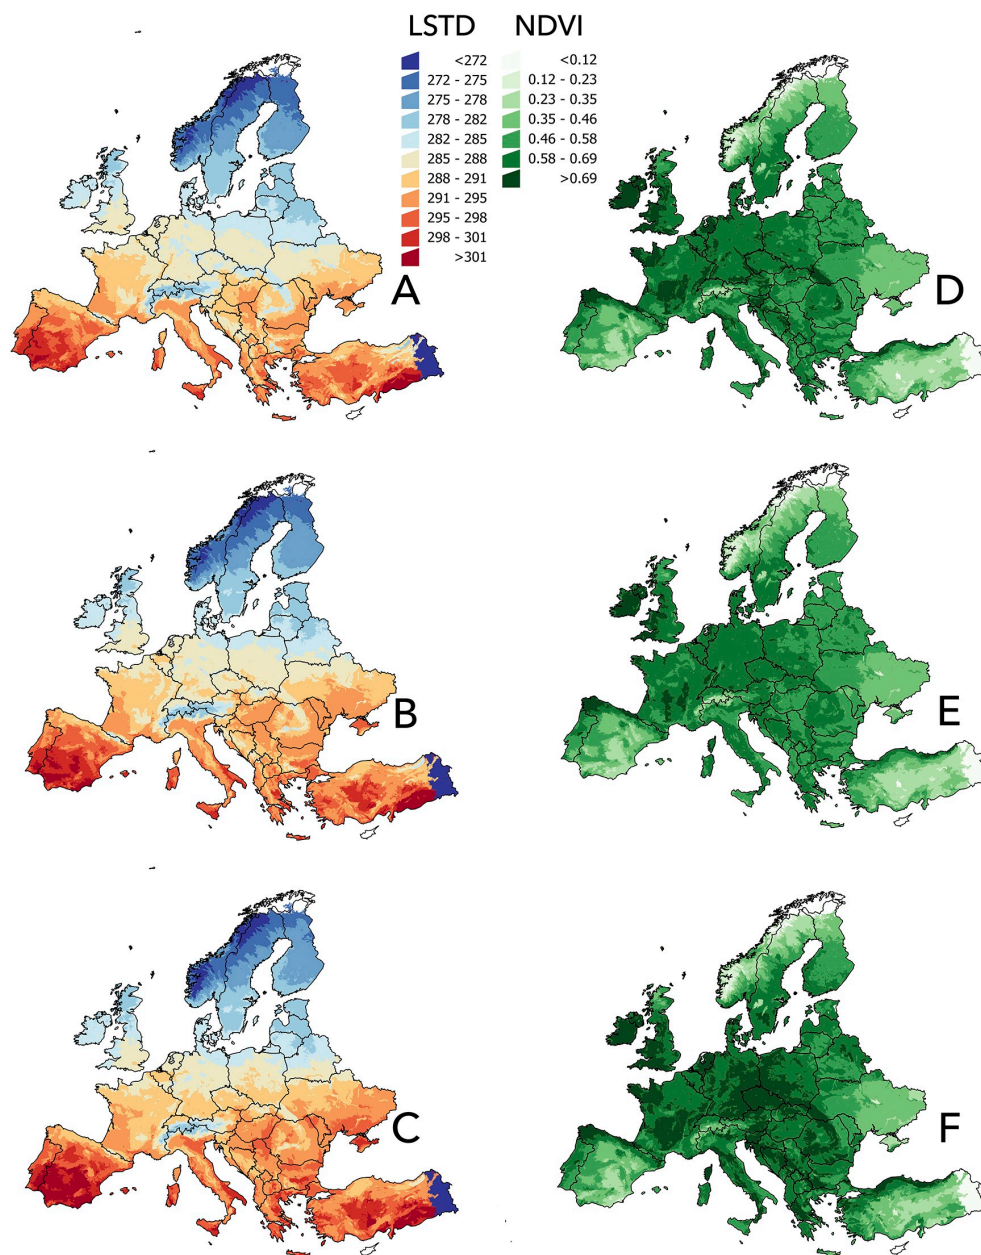 LSTD NDVI
<272 <0.12
272 - 275 0.12 - 0.23
275 - 278 0.23 - 0.35
278 - 282 0.35 - 0.46
282 - 285 0.46 - 0.58
285 - 288 0.58 - 0.69
288 - 291 >0.69
291 - 295
295 - 298
298 - 301
>301
A D
B E
C F